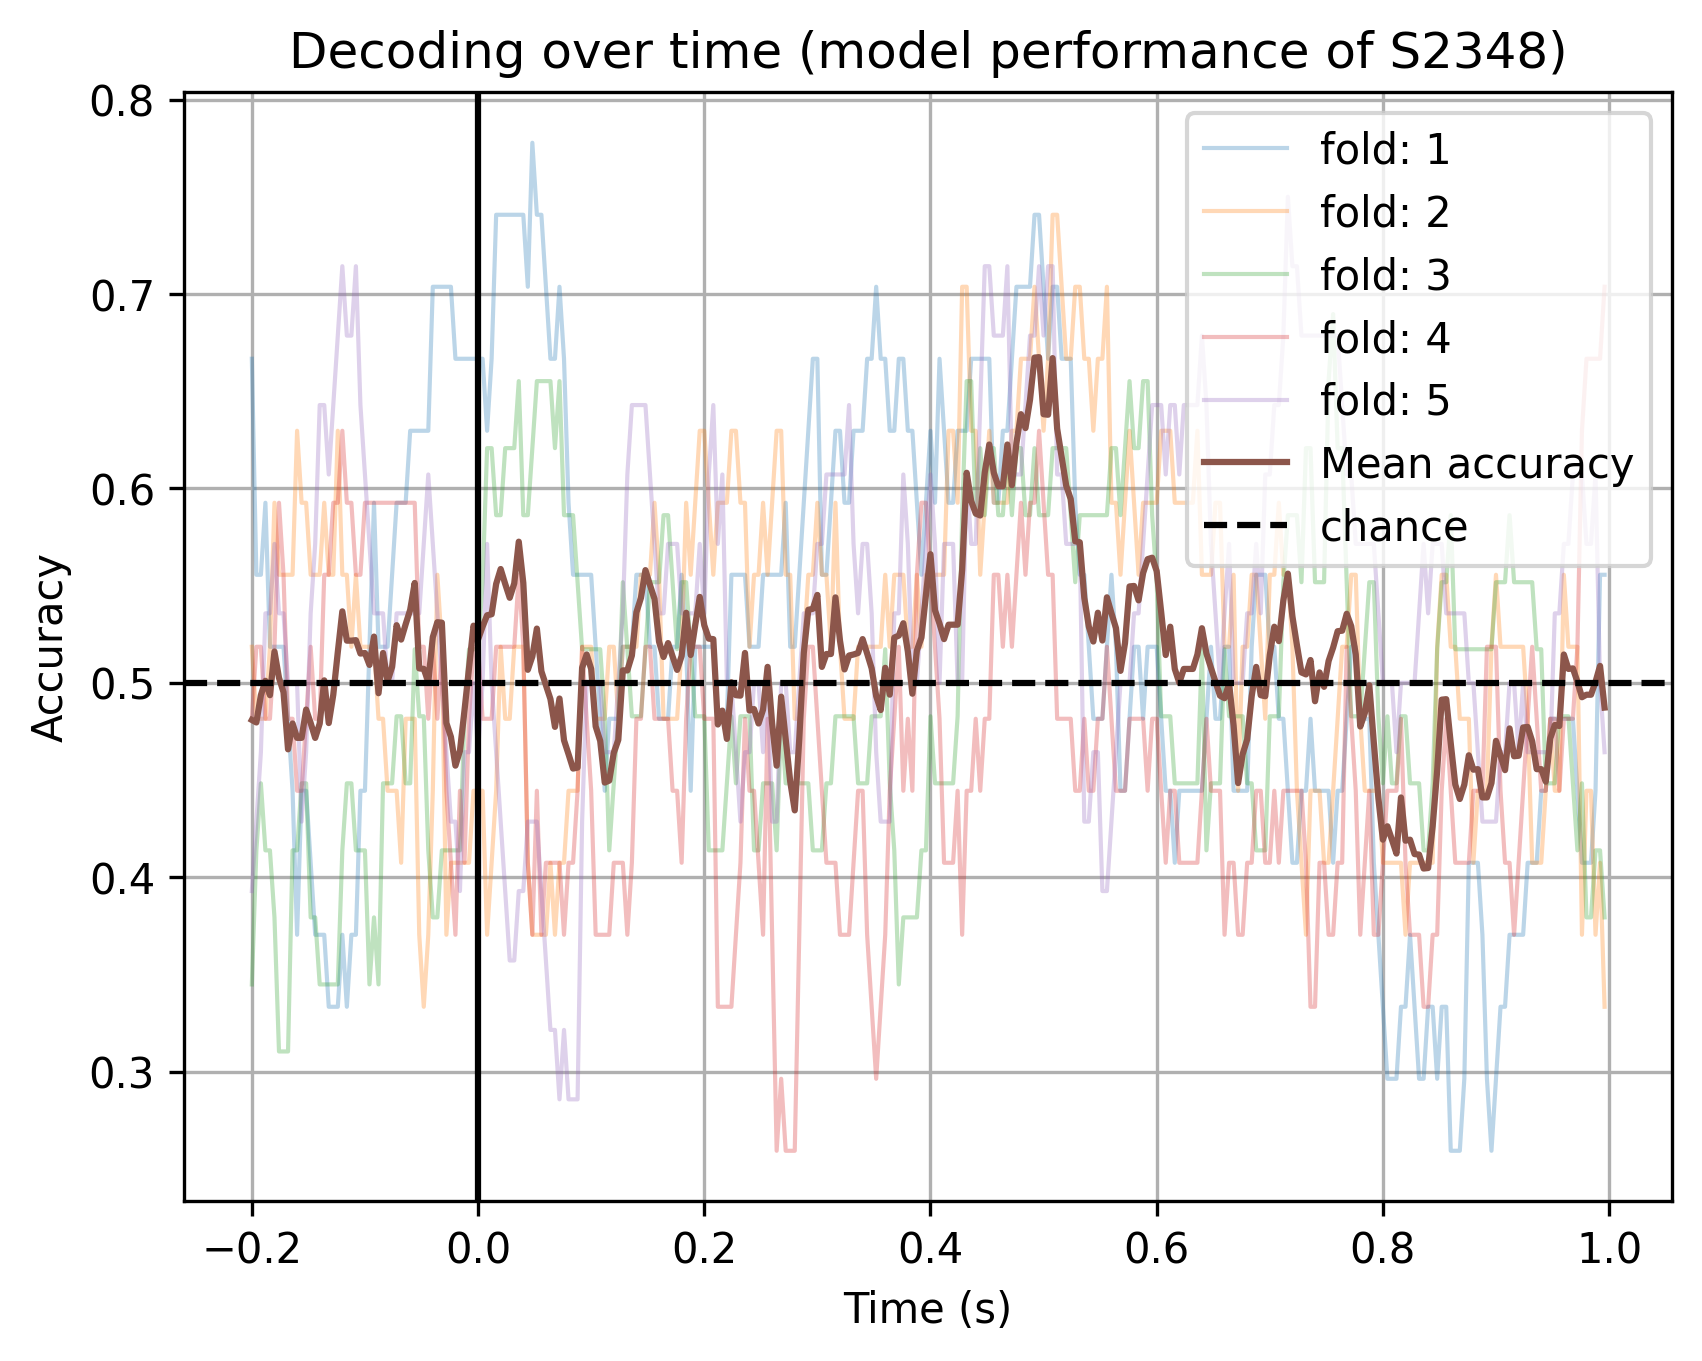 Decoding over time (model performance of S2348)
0.8
0.7
0.6
0.5
0.4
0.3
Accuracy
fold: 1
fold: 2
fold: 3
fold: 4
fold: 5
Mean accuracy
chance
−0.2 0.0 0.2 0.4 0.6 0.8 1.0
Time (s)